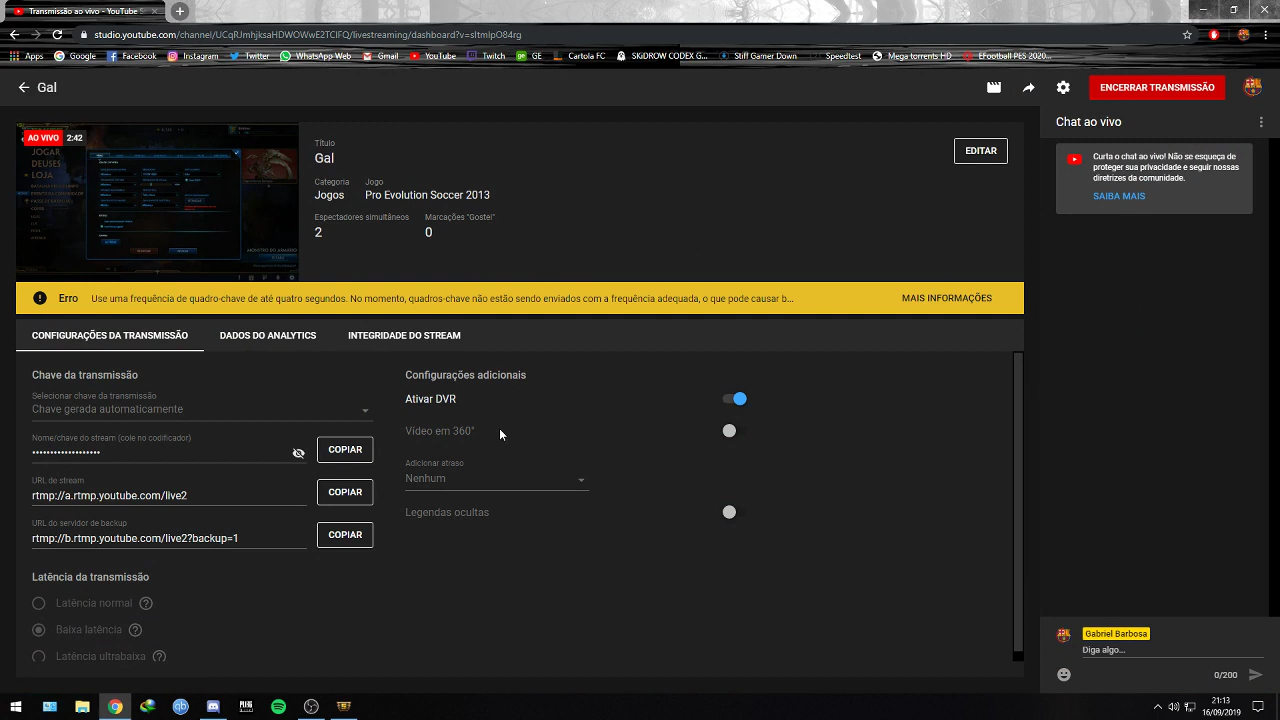 Transmissão ao vivo - YouTube S
studio.youtube.com/channel/UCqRJmhjksaHDWOWwE2TClFQ/livestreaming/dashboard?v=sltmlpO84rg
Apps
Google
Facebook
Instagram
Twitter
WhatsApp Web
Gmail
YouTube
Twitch
GE
Cartola FC
SKiDROW CODEX G...
Stiff Gamer Down
Speedtest
Mega torrents HD
EFootball PES 2020...
Gal
ENCERRAR TRANSMISSÃO
AO VIVO 2:42
JOGAR
DEUSES
LOJA
Título
Gal
EDITAR
Categoria
Jogos
Jogo
Pro Evolution Soccer 2013
Espectadores simultâneos
2
Marcações "Gostei"
0
Erro
Use uma frequência de quadro-chave de até quatro segundos. No momento, quadros-chave não estão sendo enviados com a frequência adequada, o que pode causar b...
MAIS INFORMAÇÕES
CONFIGURAÇÕES DA TRANSMISSÃO
DADOS DO ANALYTICS
INTEGRIDADE DO STREAM
Chave da transmissão
Selecionar chave da transmissão
Chave gerada automaticamente
Nome/chave do stream (cole no codificador)
••••••••••••••••••
COPIAR
URL de stream
rtmp://a.rtmp.youtube.com/live2
COPIAR
URL do servidor de backup
rtmp://b.rtmp.youtube.com/live2?backup=1
COPIAR
Latência da transmissão
Latência normal
Baixa latência
Latência ultrabaixa
Configurações adicionais
Ativar DVR
Vídeo em 360°
Adicionar atraso
Nenhum
Legendas ocultas
Chat ao vivo
Curta o chat ao vivo! Não se esqueça de
proteger sua privacidade e seguir nossas
diretrizes da comunidade.
SAIBA MAIS
Gabriel Barbosa
Diga algo...
0/200
21:13
16/09/2019